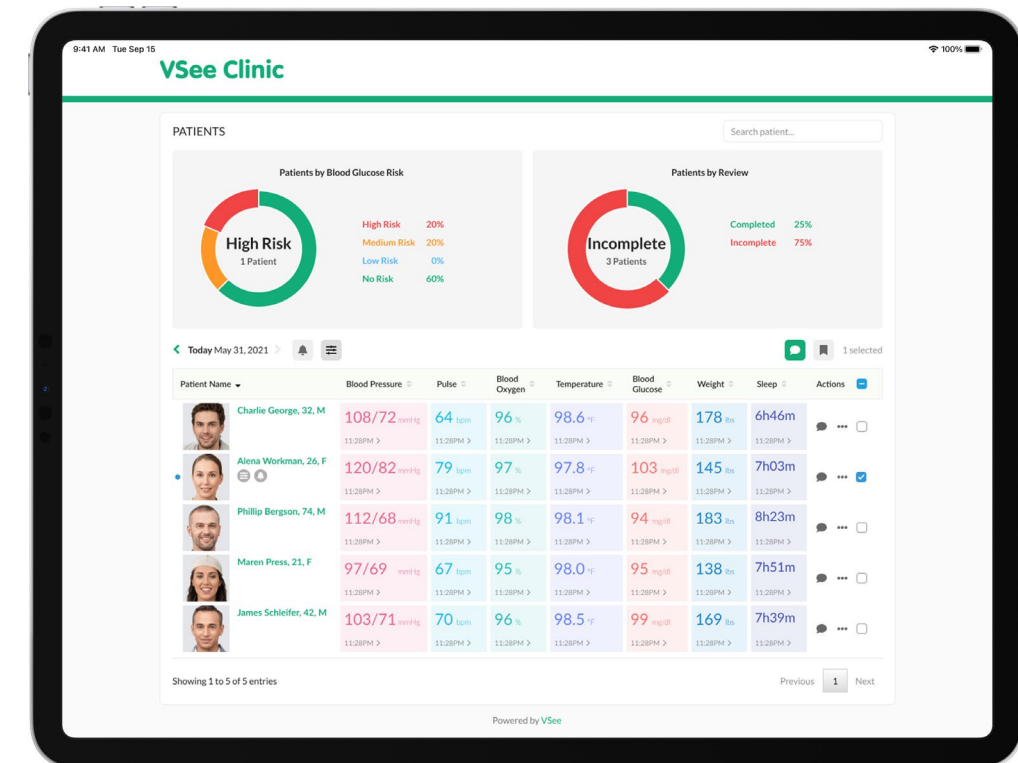 9:41 AM Tue Sep 15
100%
VSee Clinic
PATIENTS
Search patient...
Patients by Blood Glucose Risk
High Risk
1 Patient
High Risk 20%
Medium Risk 20%
Low Risk 0%
No Risk 60%
Patients by Review
Incomplete
3 Patients
Completed 25%
Incomplete 75%
Today May 31, 2021
1 selected
Patient Name Blood Pressure Pulse Blood Oxygen Temperature Blood Glucose Weight Sleep Actions
Charlie George, 32, M
108/72 mmHg 64 bpm 96 % 98.6 °F 96 mg/dl 178 lbs 6h46m
11:28PM > 11:28PM > 11:28PM > 11:28PM > 11:28PM > 11:28PM > 11:28PM >
Alena Workman, 26, F
120/82 mmHg 79 bpm 97 % 97.8 °F 103 mg/dl 145 lbs 7h03m
11:28PM > 11:28PM > 11:28PM > 11:28PM > 11:28PM > 11:28PM > 11:28PM >
Phillip Bergson, 74, M
112/68 mmHg 91 bpm 98 % 98.1 °F 94 mg/dl 183 lbs 8h23m
11:28PM > 11:28PM > 11:28PM > 11:28PM > 11:28PM > 11:28PM > 11:28PM >
Maren Press, 21, F
97/69 mmHg 67 bpm 95 % 98.0 °F 95 mg/dl 138 lbs 7h51m
11:28PM > 11:28PM > 11:28PM > 11:28PM > 11:28PM > 11:28PM > 11:28PM >
James Schleifer, 42, M
103/71 mmHg 70 bpm 96 % 98.5 °F 99 mg/dl 169 lbs 7h39m
11:28PM > 11:28PM > 11:28PM > 11:28PM > 11:28PM > 11:28PM > 11:28PM >
Showing 1 to 5 of 5 entries
Previous 1 Next
Powered by VSee